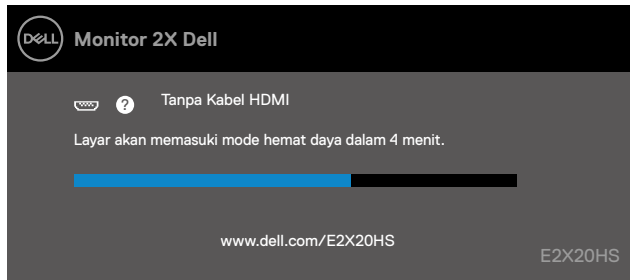 DELL Monitor 2X Dell
? Tanpa Kabel HDMI
Layar akan memasuki mode hemat daya dalam 4 menit.
www.dell.com/E2X20HS
E2X20HS